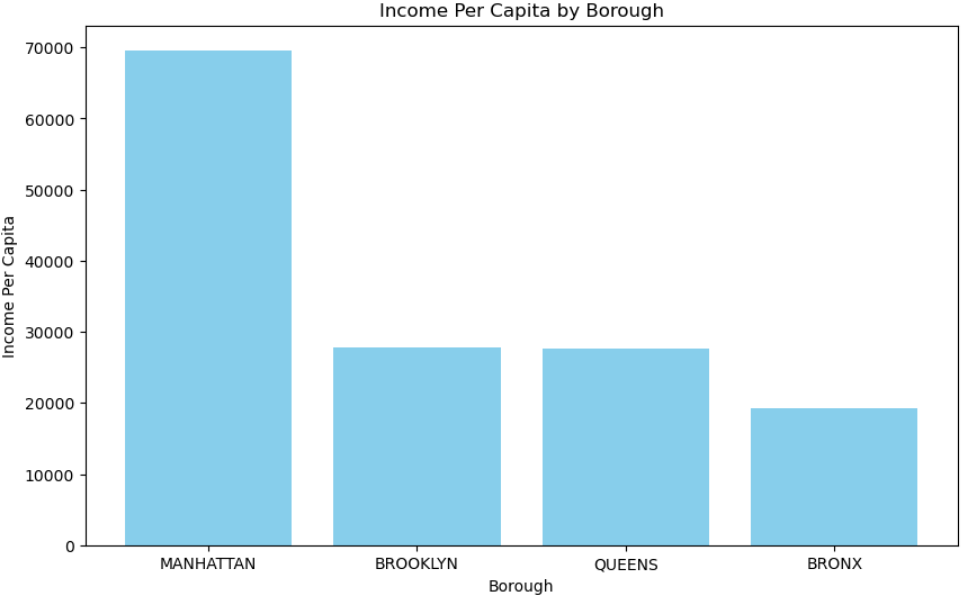 Income Per Capita by Borough
Income Per Capita
70000
60000
50000
40000
30000
20000
10000
0
MANHATTAN BROOKLYN QUEENS BRONX
Borough